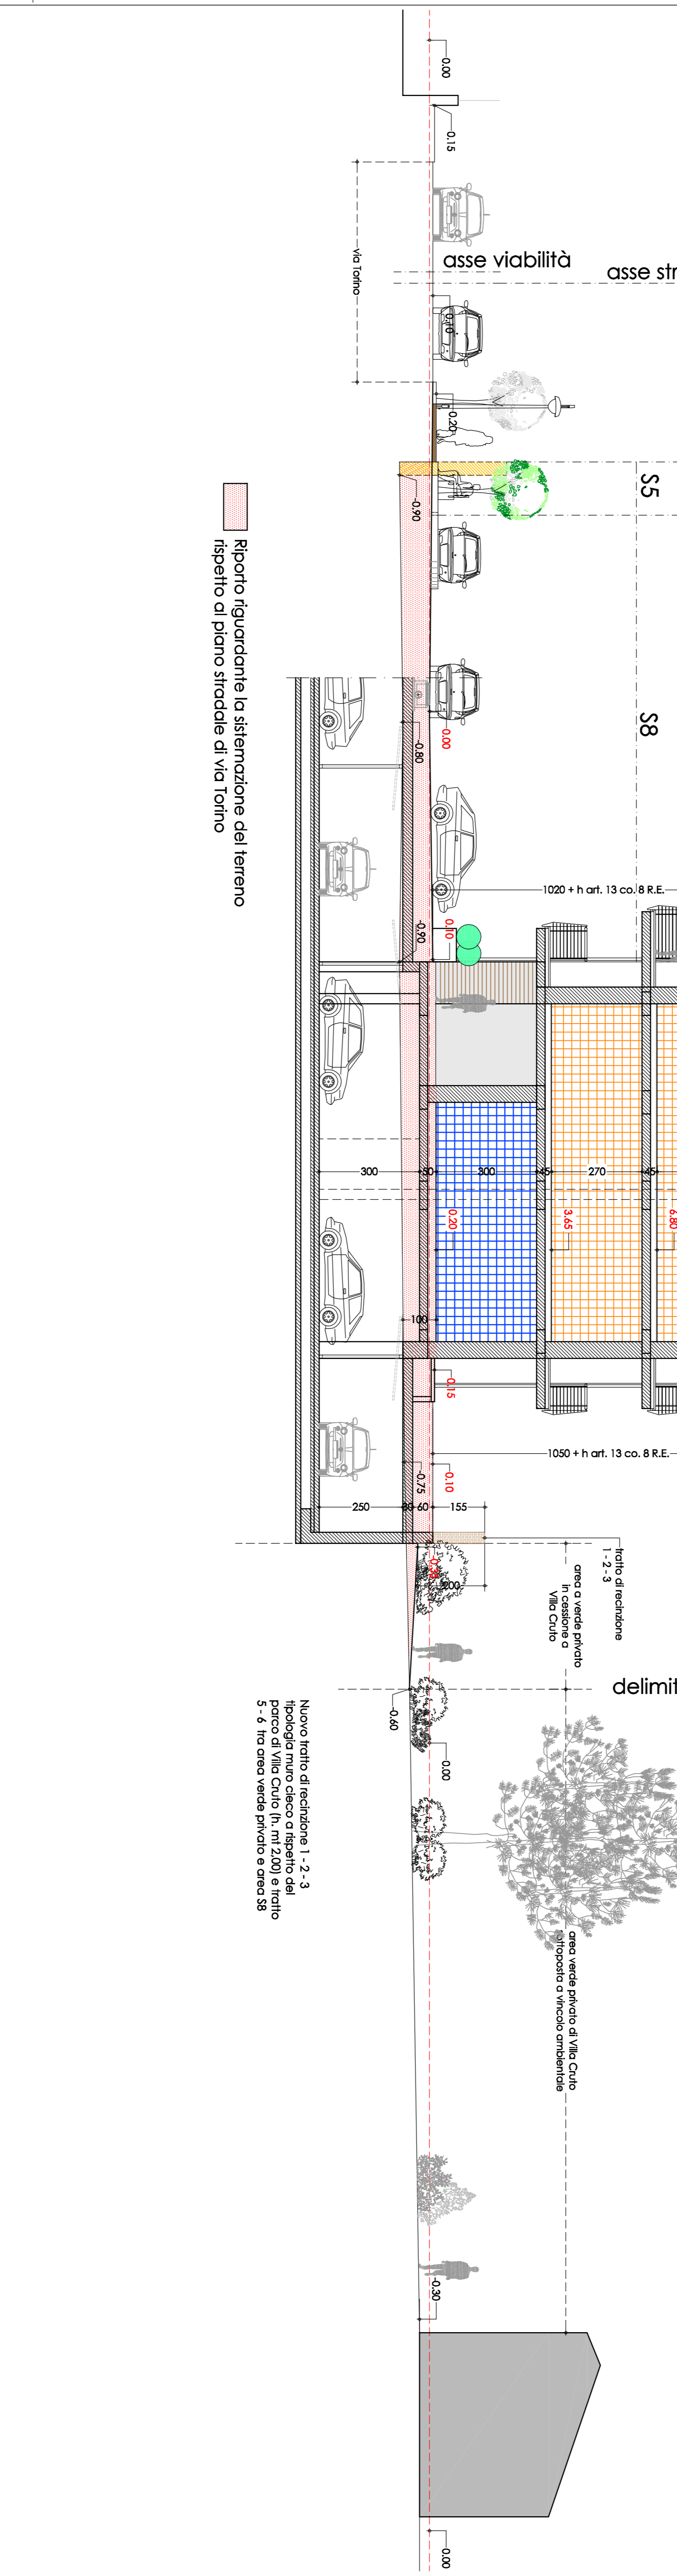 0.00
0.15
via Torino
asse viabilità
asse str
0.10
0.20
S5
-0.90
Riporto riguardante la sistemazione del terreno
rispetto al piano stradale di via Torino
S8
0.00
-0.80
1020 + h art. 13 co. 8 R.E.
0.10
-0.90
300
50
300
45
270
45
0.20
3.65
6.80
100
0.15
1050 + h art. 13 co. 8 R.E.
-0.75
0.10
250
60
155
200
tratto di recinzione
1 - 2 - 3
area a verde privato
in cessione a
Villa Cruto
delimit
-0.60
0.00
Nuovo tratto di recinzione 1 - 2 - 3
tipologia muro cieco a rispetto del
parco di Villa Cruto (h. mt 2,00) e tratto
5 - 6 tra area verde privato e area S8
area verde privato di Villa Cruto
sottoposta a vincolo ambientale
-0.30
0.00